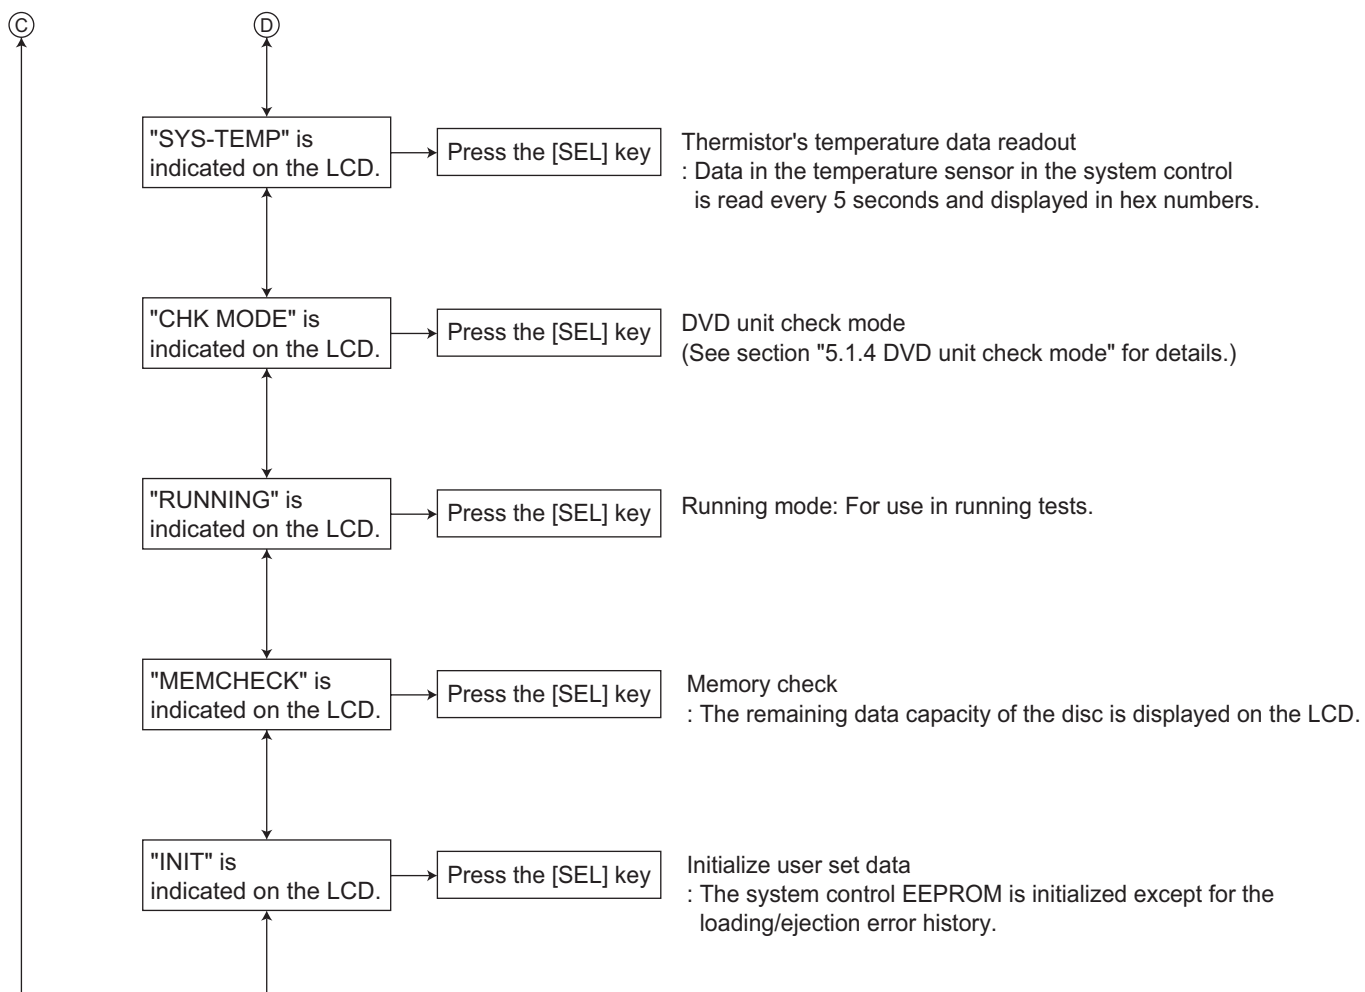 C
D
"SYS-TEMP" is
indicated on the LCD.
Press the [SEL] key
Thermistor's temperature data readout
: Data in the temperature sensor in the system control
is read every 5 seconds and displayed in hex numbers.
"CHK MODE" is
indicated on the LCD.
Press the [SEL] key
DVD unit check mode
(See section "5.1.4 DVD unit check mode" for details.)
"RUNNING" is
indicated on the LCD.
Press the [SEL] key
Running mode: For use in running tests.
"MEMCHECK" is
indicated on the LCD.
Press the [SEL] key
Memory check
: The remaining data capacity of the disc is displayed on the LCD.
"INIT" is
indicated on the LCD.
Press the [SEL] key
Initialize user set data
: The system control EEPROM is initialized except for the
loading/ejection error history.